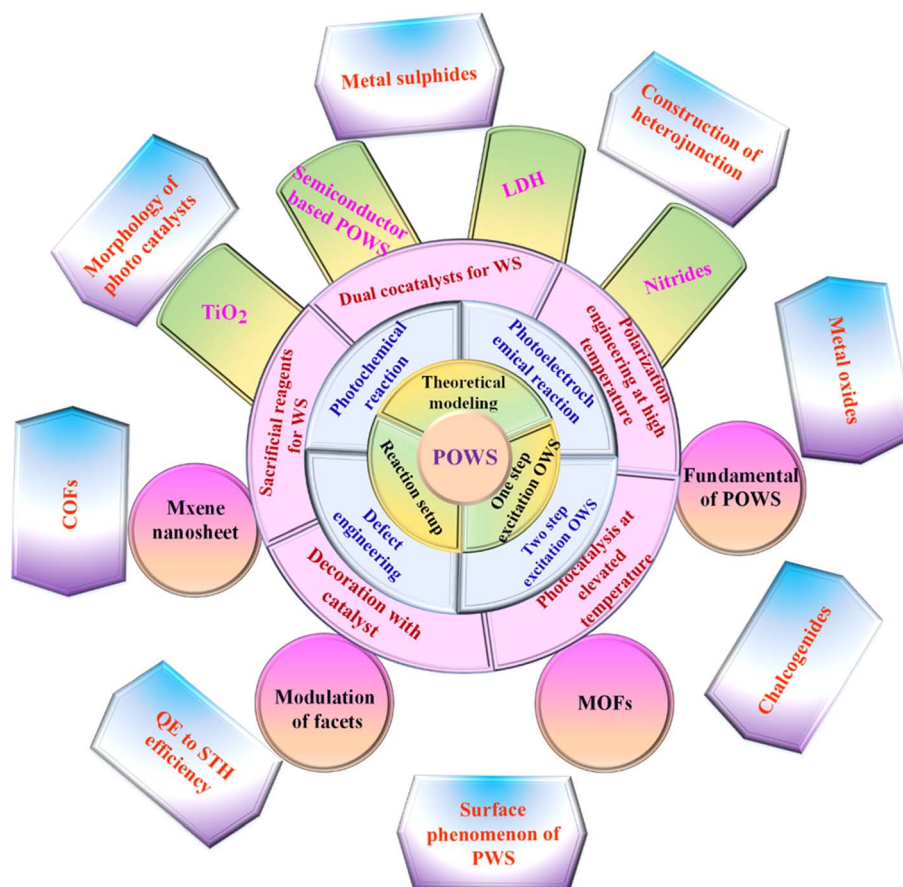 Metal sulphides
Construction of
heterojunction
Morphology of
photo catalysts
Semiconductor
based POWS
LDH
TiO2
Nitrides
Metal oxides
Dual cocatalysts for WS
Polarization
engineering at high
temperature
Sacrificial reagents
for WS
Photochemical
reaction
Photoelectroch
emical reaction
Theoretical
modeling
POWS
Reaction setup
One step
excitation OWS
Defect
engineering
Two step
excitation OWS
Decoration with
catalyst
Photocatalysis at
elevated
temperature
COFs
Mxene
nanosheet
Fundamental
of POWS
Chalcogenides
Modulation
of facets
MOFs
QE to STH
efficiency
Surface
phenomenon of
PWS